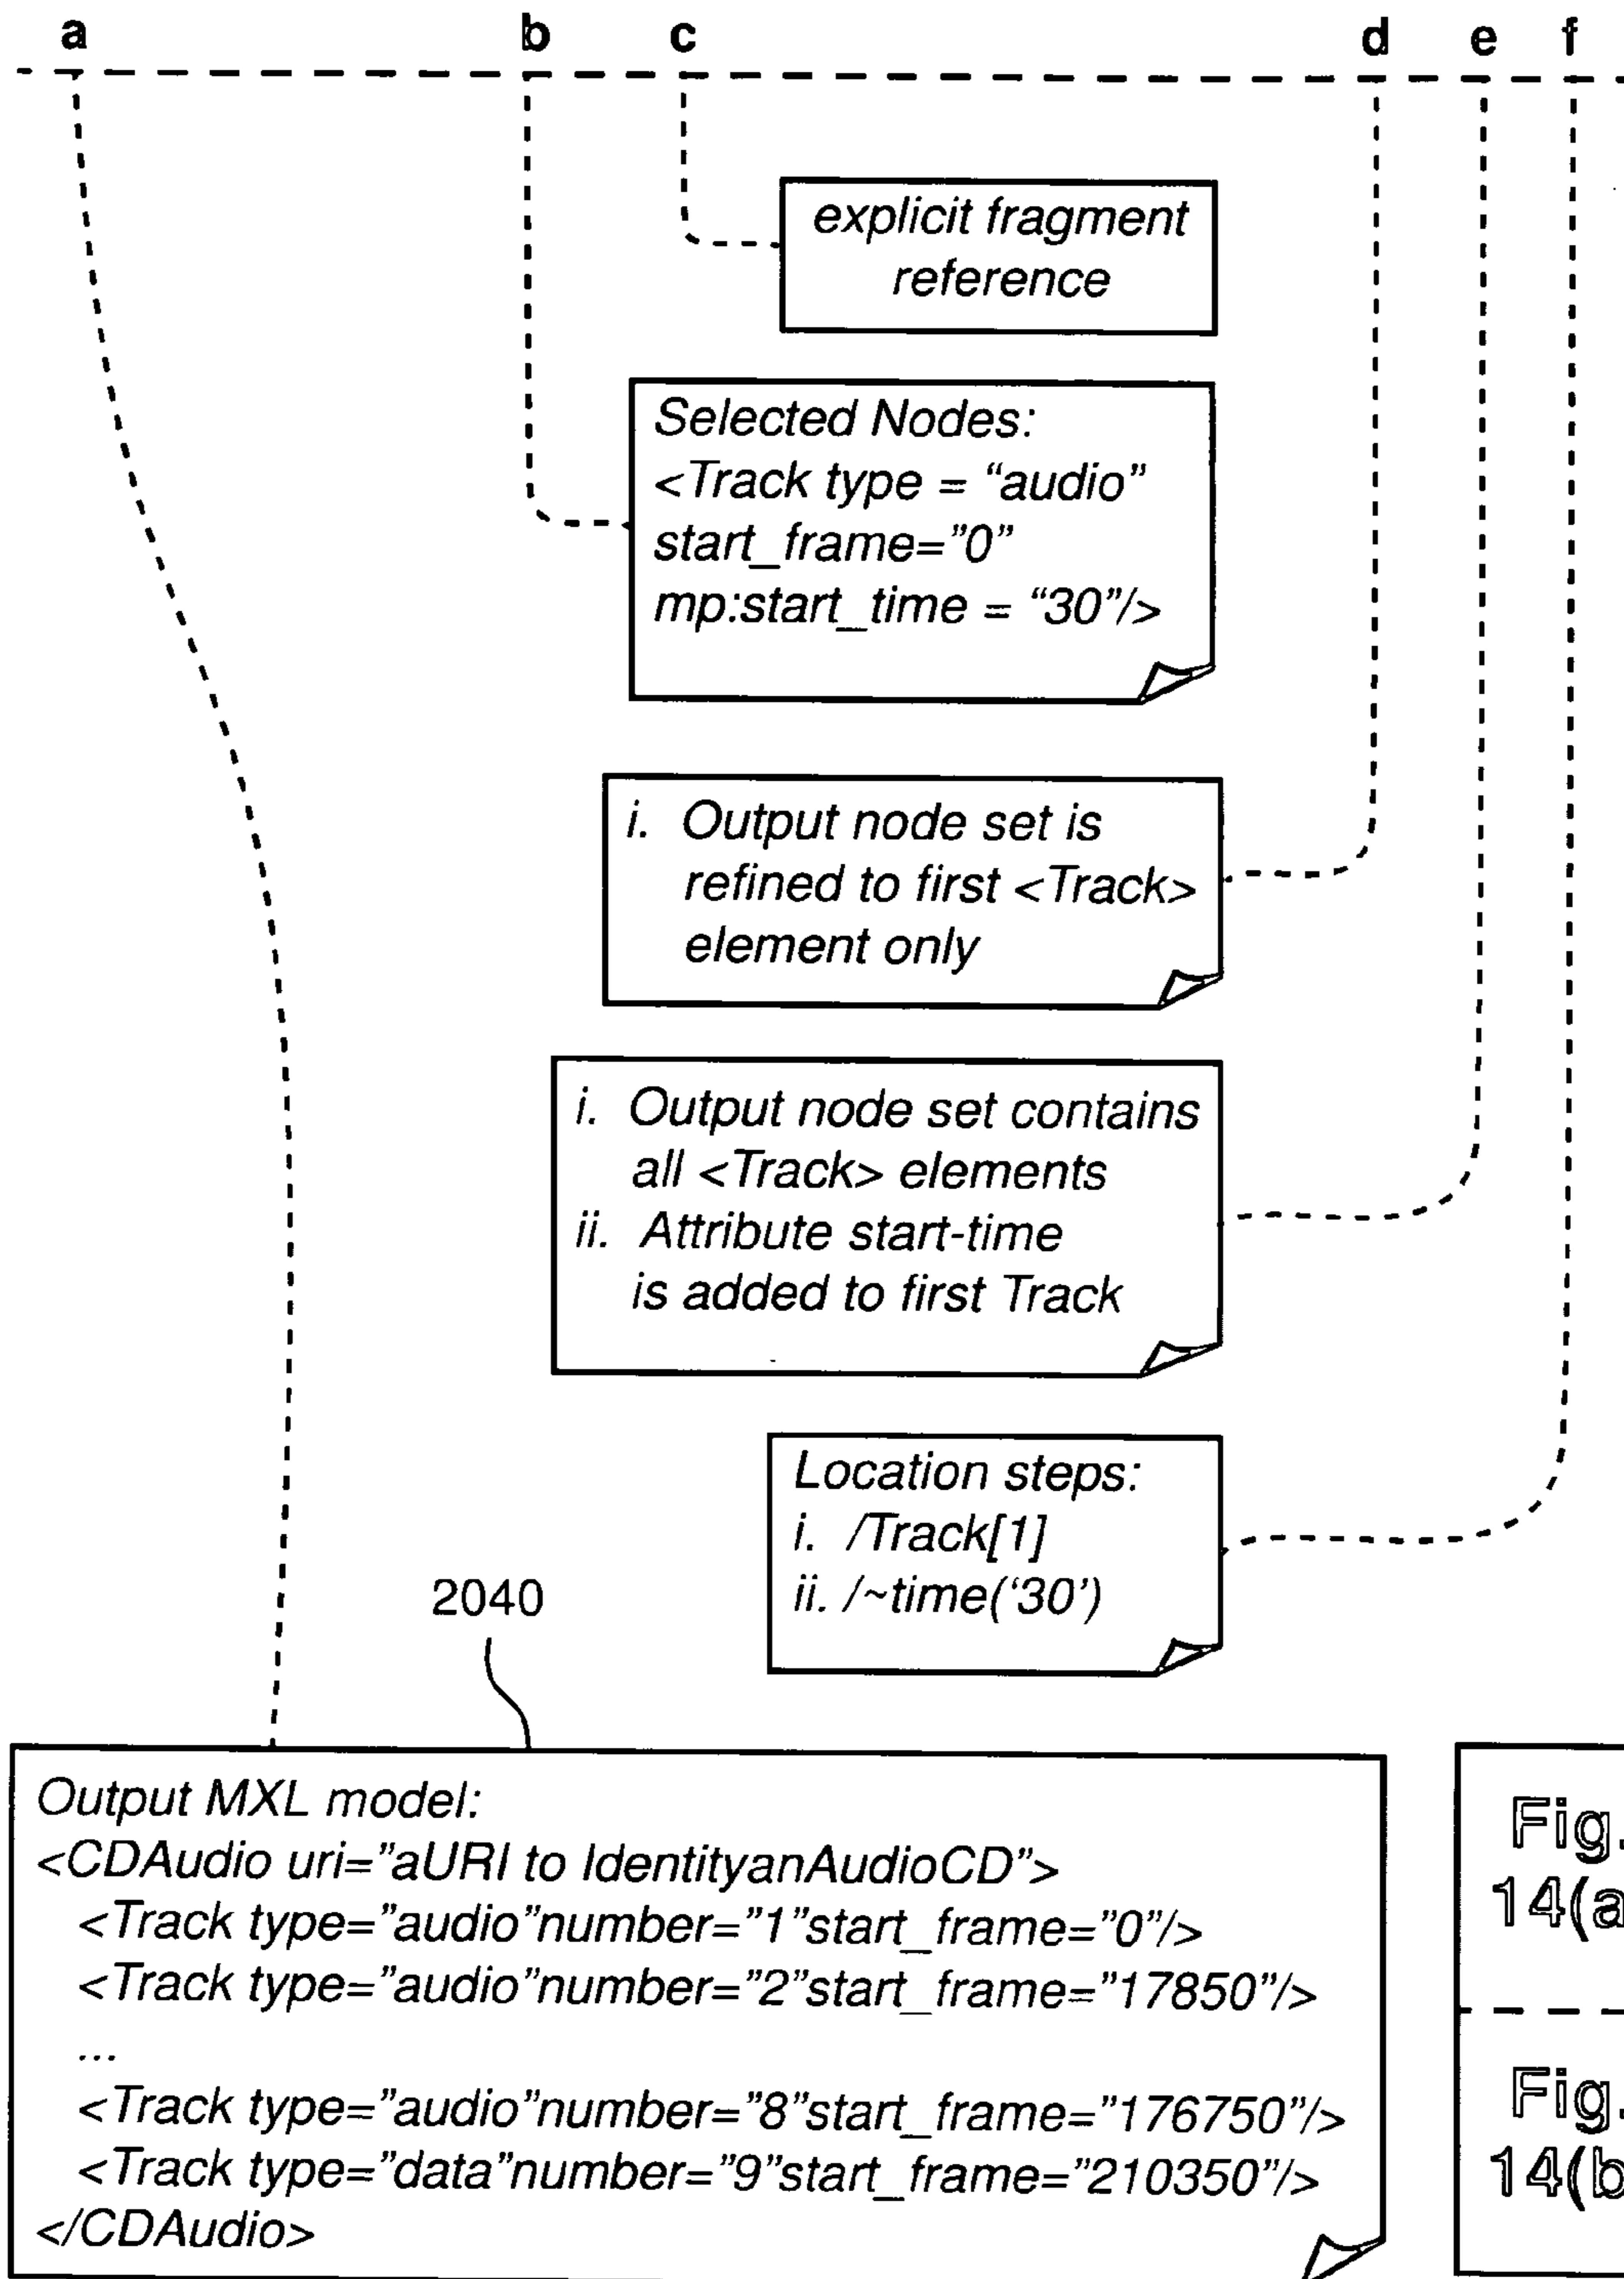 a b c d e f
explicit fragment
reference
Selected Nodes:
<Track type = “audio”
start_frame=”0”
mp:start_time = “30”/>
i. Output node set is
refined to first <Track>
element only
i. Output node set contains
all <Track> elements
ii. Attribute start-time
is added to first Track
Location steps:
i. /Track[1]
ii. /~time(‘30’)
2040
Output MXL model:
<CDAudio uri=”aURI to IdentityanAudioCD”>
<Track type=”audio”number=”1”start_frame=”0”/>
<Track type=”audio”number=”2”start_frame=”17850”/>
...
<Track type=”audio”number=”8”start_frame=”176750”/>
<Track type=”data”number=”9”start_frame=”210350”/>
</CDAudio>
Fig.
14(a
Fig.
14(b